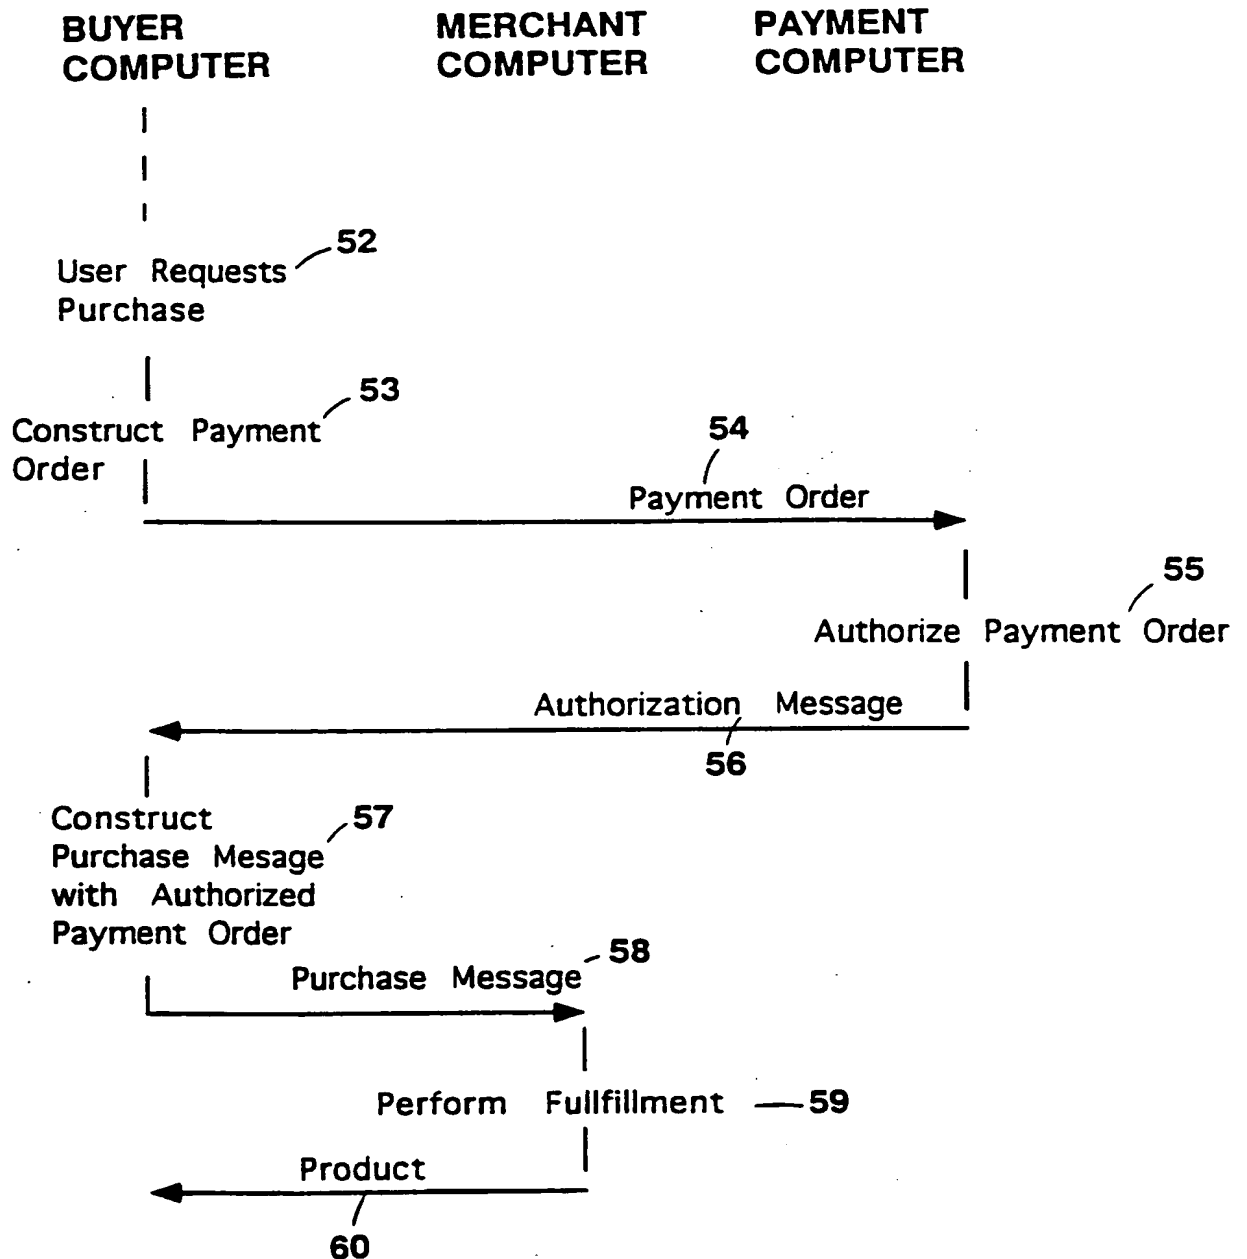 BUYER
COMPUTER
MERCHANT
COMPUTER
PAYMENT
COMPUTER
52
User Requests
Purchase
53
Construct Payment
Order
54
Payment Order
55
Authorize Payment Order
Authorization Message
56
Construct
57
Purchase Mesage
with Authorized
Payment Order
58
Purchase Message
Perform Fullfillment
59
Product
60